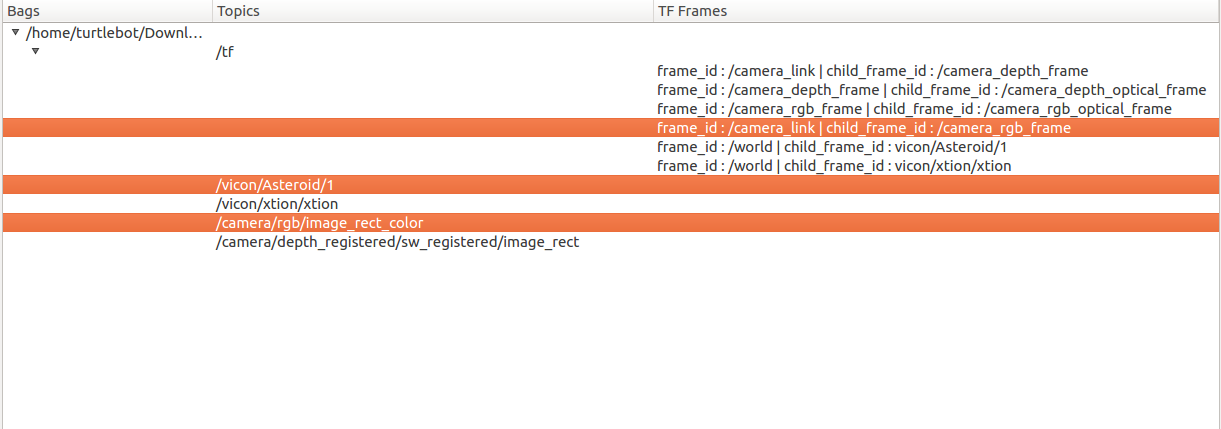 Bags Topics TF Frames
/home/turtlebot/Downl...
/tf
frame_id : /camera_link | child_frame_id : /camera_depth_frame
frame_id : /camera_depth_frame | child_frame_id : /camera_depth_optical_frame
frame_id : /camera_rgb_frame | child_frame_id : /camera_rgb_optical_frame
frame_id : /camera_link | child_frame_id : /camera_rgb_frame
frame_id : /world | child_frame_id : vicon/Asteroid/1
frame_id : /world | child_frame_id : vicon/xtion/xtion
/vicon/Asteroid/1
/vicon/xtion/xtion
/camera/rgb/image_rect_color
/camera/depth_registered/sw_registered/image_rect